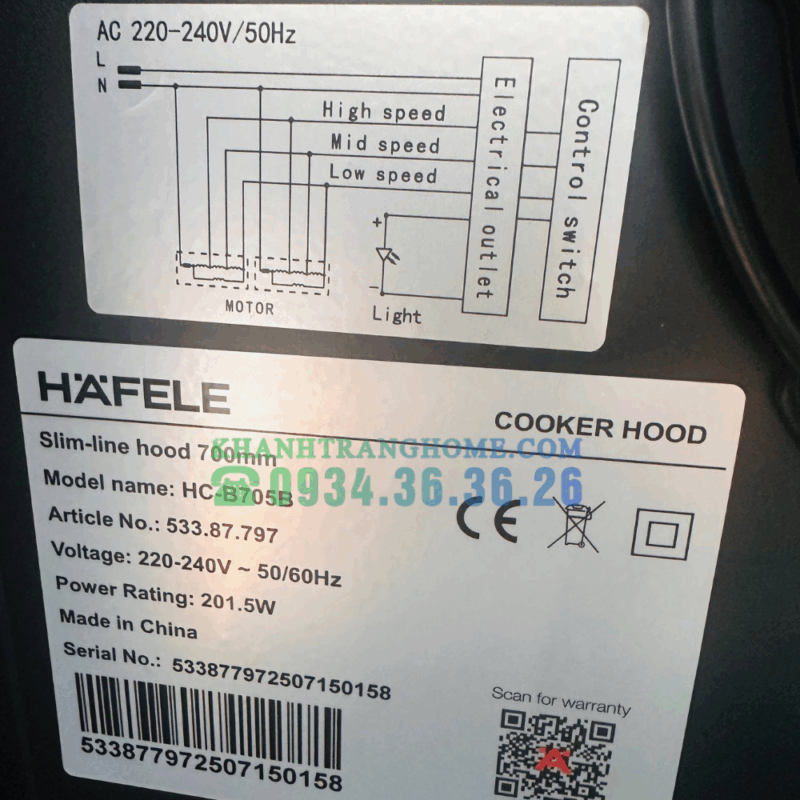 AC 220-240V/50Hz
L
N
High speed
Mid speed
Low speed
Electrical outlet
Control switch
+
−
MOTOR
Light
HÄFELE
COOKER HOOD
Slim-line hood 700mm
KHANHTRANGHOME.COM
Model name: HC-B705B
☎0934.36.36.26
Article No.: 533.87.797
CE
Voltage: 220-240V ~ 50/60Hz
Power Rating: 201.5W
Made in China
Serial No.: 533877972507150158
533877972507150158
Scan for warranty